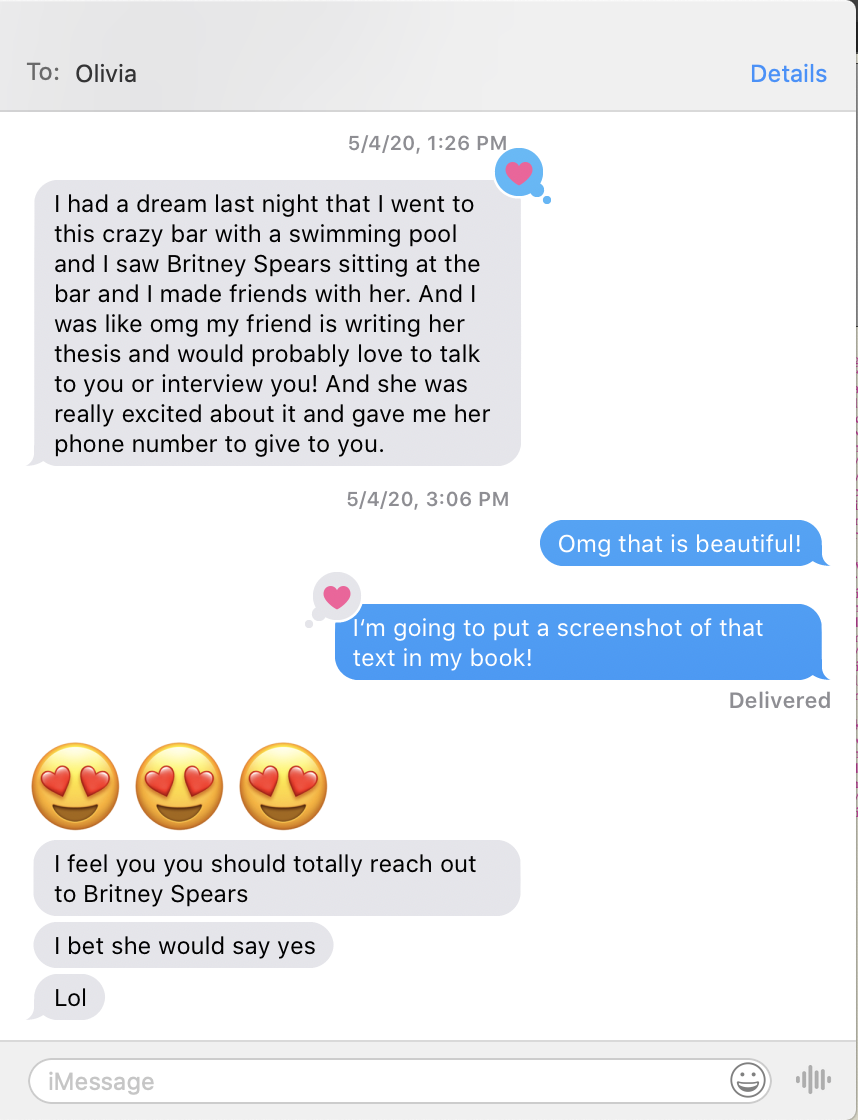 To: Olivia
Details
5/4/20, 1:26 PM
I had a dream last night that I went to
this crazy bar with a swimming pool
and I saw Britney Spears sitting at the
bar and I made friends with her. And I
was like omg my friend is writing her
thesis and would probably love to talk
to you or interview you! And she was
really excited about it and gave me her
phone number to give to you.
5/4/20, 3:06 PM
Omg that is beautiful!
I'm going to put a screenshot of that
text in my book!
Delivered
😍 😍 😍
I feel you you should totally reach out
to Britney Spears
I bet she would say yes
Lol
iMessage